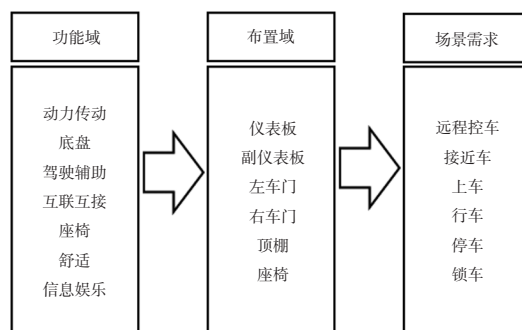 功能域
动力传动
底盘
驾驶辅助
互联互接
座椅
舒适
信息娱乐
布置域
仪表板
副仪表板
左车门
右车门
顶棚
座椅
场景需求
远程控车
接近车
上车
行车
停车
锁车